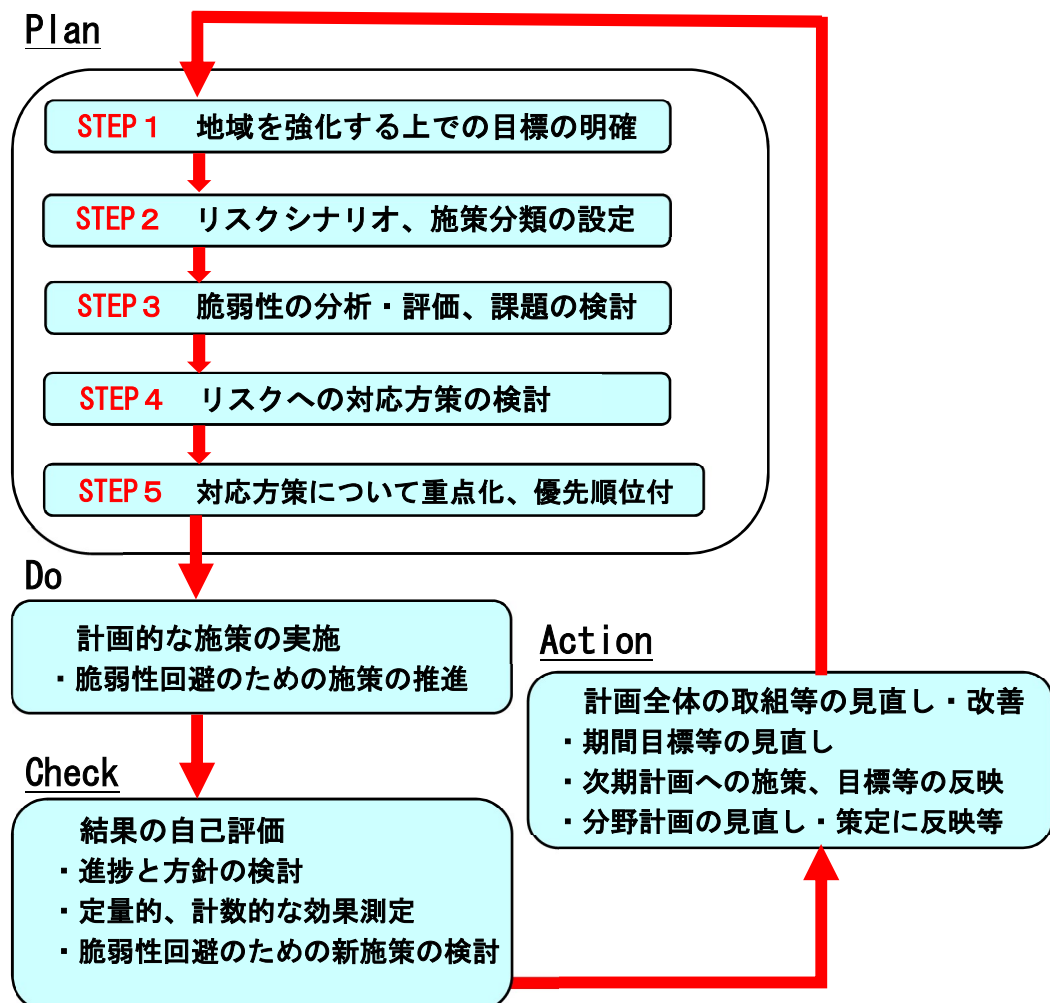 Plan
STEP1 地域を強化する上での目標の明確
STEP2 リスクシナリオ、施策分類の設定
STEP3 脆弱性の分析・評価、課題の検討
STEP4 リスクへの対応方策の検討
STEP5 対応方策について重点化、優先順位付
Do
計画的な施策の実施
・脆弱性回避のための施策の推進
Check
結果の自己評価
・進捗と方針の検討
・定量的、計数的な効果測定
・脆弱性回避のための新施策の検討
Action
計画全体の取組等の見直し・改善
・期間目標等の見直し
・次期計画への施策、目標等の反映
・分野計画の見直し・策定に反映等